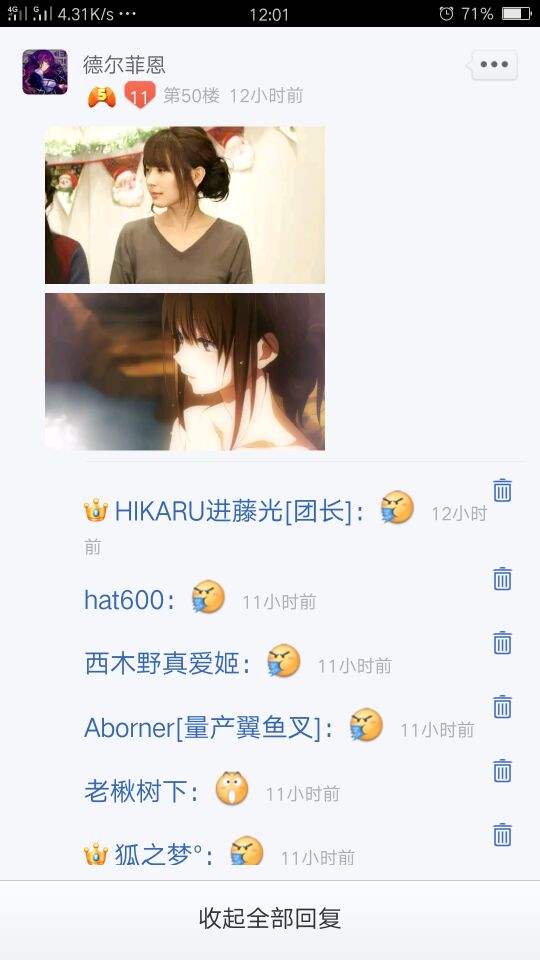 4G G 4.31K/s ··· 12:01 71%
德尔菲恩
5 11 第50楼 12小时前
HIKARU进藤光[团长]： 12小时
前
hat600： 11小时前
西木野真爱姬： 11小时前
Aborner[量产翼鱼叉]： 11小时前
老楸树下： 11小时前
狐之梦°： 11小时前
收起全部回复